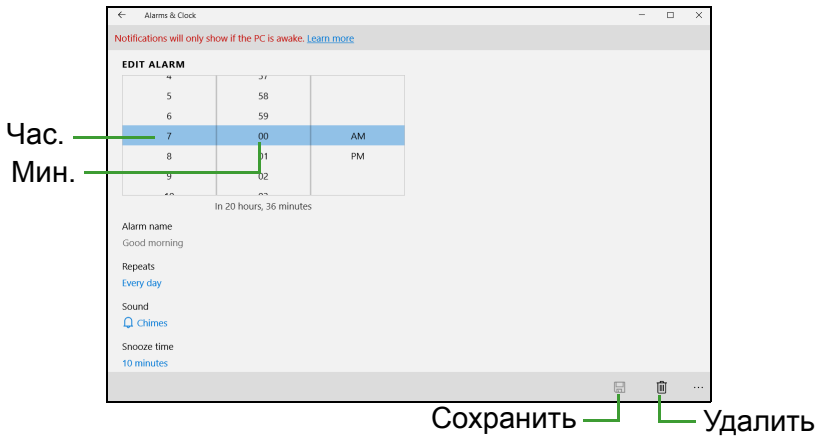 Alarms & Clock
Notifications will only show if the PC is awake. Learn more
EDIT ALARM
5 58
6 59
Час. 7 00 AM
8 01 PM
Мин.
9 02
In 20 hours, 36 minutes
Alarm name
Good morning
Repeats
Every day
Sound
Chimes
Snooze time
10 minutes
...
Сохранить Удалить